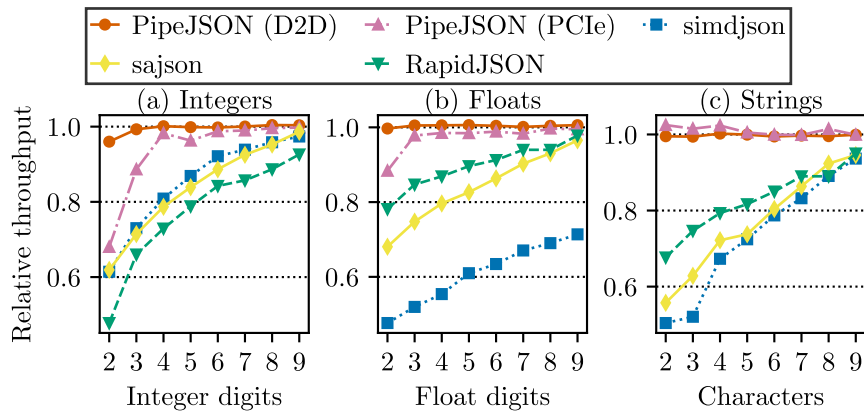 PipeJSON (D2D) PipeJSON (PCIe) simdjson
sajson RapidJSON
(a) Integers (b) Floats (c) Strings
Relative throughput
1.0 0.8 0.6
1.0 0.8 0.6
1.0 0.8 0.6
2 3 4 5 6 7 8 9 2 3 4 5 6 7 8 9 2 3 4 5 6 7 8 9
Integer digits Float digits Characters